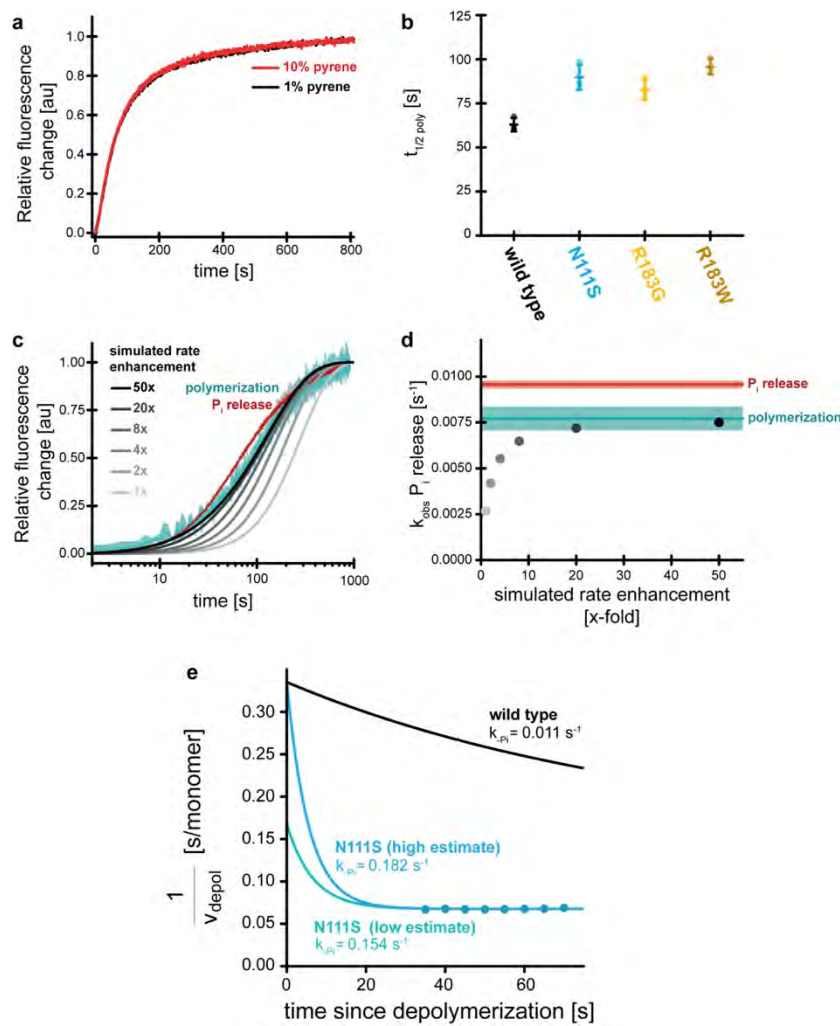 a
Relative fluorescence
change [au]
1.0
0.8
0.6
0.4
0.2
0.0
10% pyrene
1% pyrene
0
200
400
600
800
time [s]
b
t1/2 poly [s]
125
100
75
50
25
0
wild type
N111S
R183G
R183W
c
Relative fluorescence
change [au]
1.00
0.75
0.50
0.25
0.00
simulated rate
enhancement
50x
20x
8x
4x
2x
1x
polymerization
Pi release
10
100
1000
time [s]
d
kobs Pi release [s-1]
0.0100
0.0075
0.0050
0.0025
0.0000
Pi release
polymerization
0
10
20
30
40
50
simulated rate enhancement
[x-fold]
e
1
vdepol
[s/monomer]
0.30
0.25
0.20
0.15
0.10
0.05
0.00
wild type
k-Pi= 0.011 s-1
N111S (high estimate)
k-Pi= 0.182 s-1
N111S (low estimate)
k-Pi= 0.154 s-1
0
20
40
60
time since depolymerization [s]